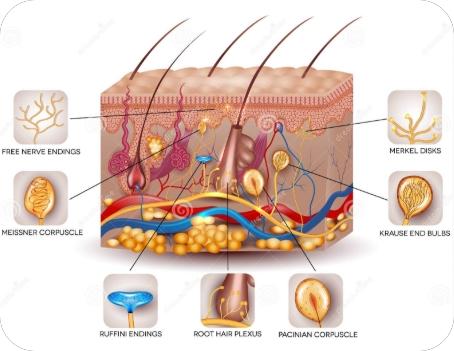 FREE NERVE ENDINGS
MERKEL DISKS
MEISSNER CORPUSCLE
KRAUSE END BULBS
RUFFINI ENDINGS
ROOT HAIR PLEXUS
PACINIAN CORPUSCLE